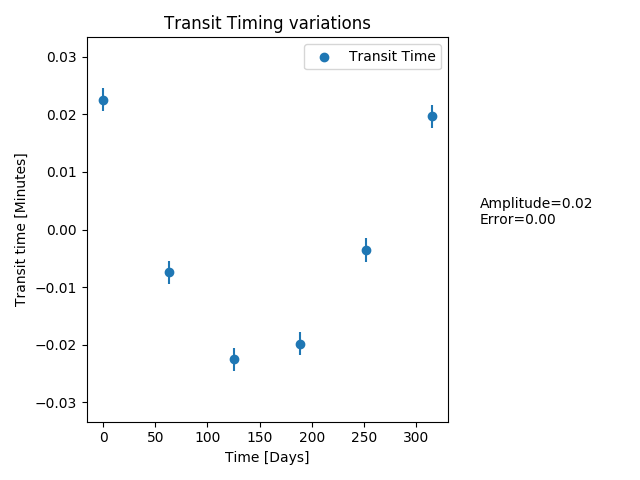 Transit Timing variations
Transit Time
0.03
0.02
0.01
0.00
−0.01
−0.02
−0.03
Transit time [Minutes]
Amplitude=0.02
Error=0.00
0 50 100 150 200 250 300
Time [Days]